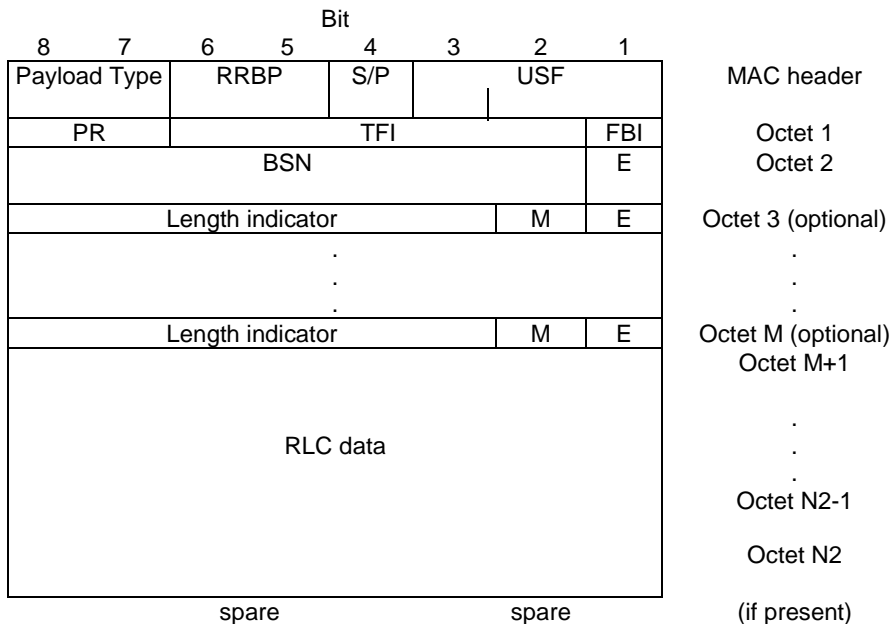 Bit
8 7 6 5 4 3 2 1
Payload Type RRBP S/P USF MAC header
PR TFI FBI Octet 1
BSN E Octet 2
Length indicator M E Octet 3 (optional)
. .
. .
. .
Length indicator M E Octet M (optional)
Octet M+1
.
RLC data .
.
Octet N2-1
Octet N2
spare spare (if present)